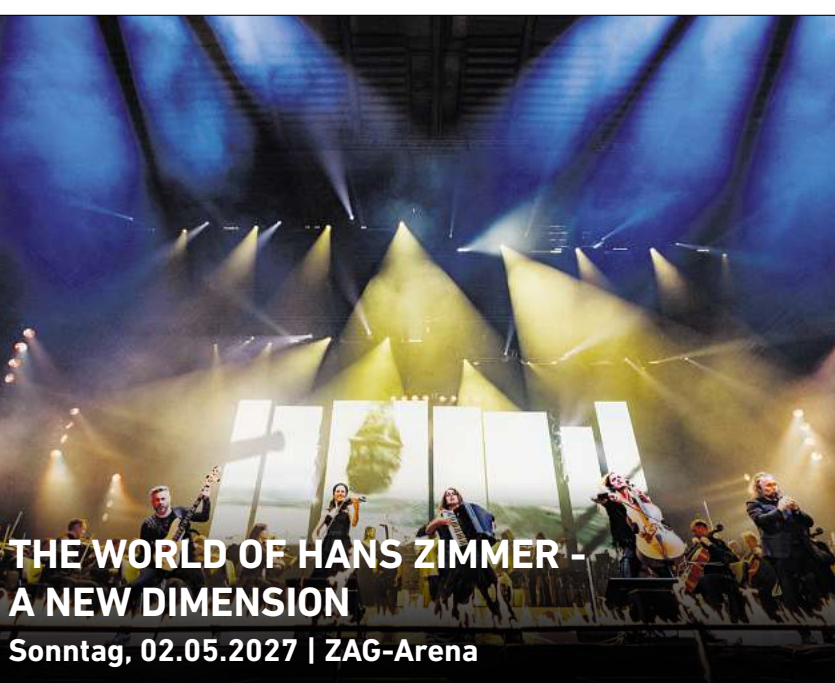 THE WORLD OF HANS ZIMMER -
A NEW DIMENSION
Sonntag, 02.05.2027 | ZAG-Arena